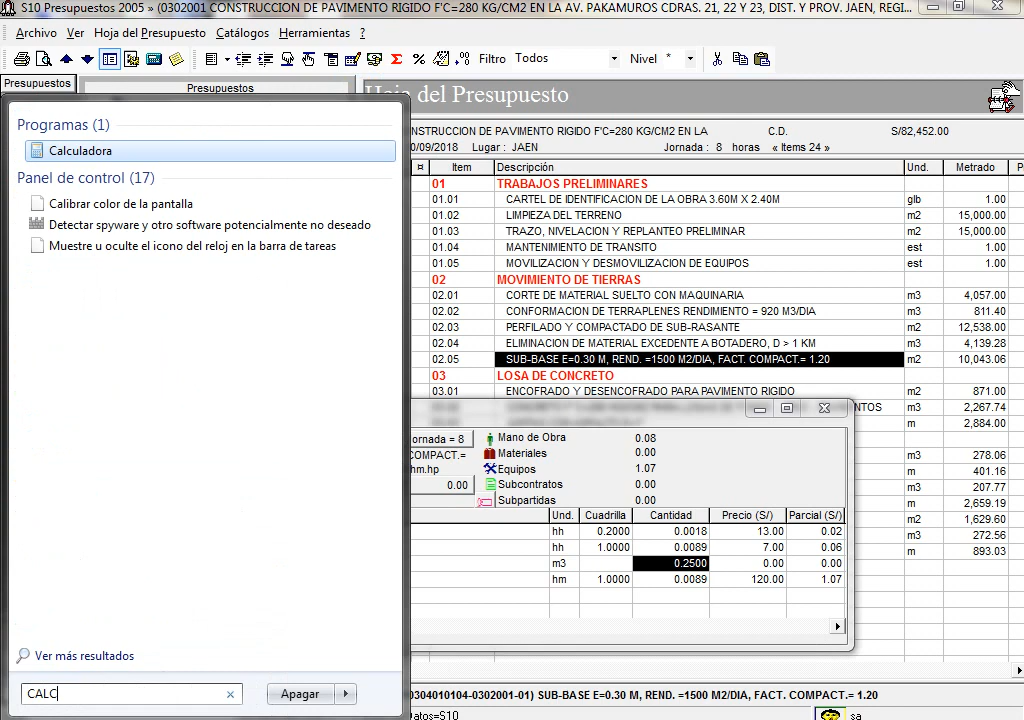 S10 Presupuestos 2005 » (0302001 CONSTRUCCION DE PAVIMENTO RIGIDO F'C=280 KG/CM2 EN LA AV. PAKAMUROS CDRAS. 21, 22 Y 23, DIST. Y PROV. JAEN, REGI...
Archivo Ver Hoja del Presupuesto Catálogos Herramientas ?
Filtro Todos Nivel *
Presupuestos
Presupuestos
Hoja del Presupuesto
NSTRUCCION DE PAVIMENTO RIGIDO F'C=280 KG/CM2 EN LA C.D. S/82,452.00
0/09/2018 Lugar : JAEN Jornada : 8 horas « Items 24 »
Item Descripción Und. Metrado
01 TRABAJOS PRELIMINARES
01.01 CARTEL DE IDENTIFICACION DE LA OBRA 3.60M X 2.40M glb 1.00
01.02 LIMPIEZA DEL TERRENO m2 15,000.00
01.03 TRAZO, NIVELACION Y REPLANTEO PRELIMINAR m2 15,000.00
01.04 MANTENIMIENTO DE TRANSITO est 1.00
01.05 MOVILIZACION Y DESMOVILIZACION DE EQUIPOS est 1.00
02 MOVIMIENTO DE TIERRAS
02.01 CORTE DE MATERIAL SUELTO CON MAQUINARIA m3 4,057.00
02.02 CONFORMACION DE TERRAPLENES RENDIMIENTO = 920 M3/DIA m3 811.40
02.03 PERFILADO Y COMPACTADO DE SUB-RASANTE m2 12,538.00
02.04 ELIMINACION DE MATERIAL EXCEDENTE A BOTADERO, D > 1 KM m3 4,139.28
02.05 SUB-BASE E=0.30 M, REND. =1500 M2/DIA, FACT. COMPACT.= 1.20 m2 10,043.06
03 LOSA DE CONCRETO
03.01 ENCOFRADO Y DESENCOFRADO PARA PAVIMENTO RIGIDO m2 871.00
NTOS m3 2,267.74
m 2,884.00
m3 278.06
m 401.16
m3 207.77
m 2,659.19
m2 1,629.60
m3 272.56
m 893.03
ornada = 8 Mano de Obra 0.08
COMPACT.= Materiales 0.00
hm.hp Equipos 1.07
0.00 Subcontratos 0.00
Subpartidas 0.00
Und. Cuadrilla Cantidad Precio (S/) Parcial (S/)
hh 0.2000 0.0018 13.00 0.02
hh 1.0000 0.0089 7.00 0.06
m3 0.2500 0.00 0.00
hm 1.0000 0.0089 120.00 1.07
0304010104-0302001-01) SUB-BASE E=0.30 M, REND. =1500 M2/DIA, FACT. COMPACT.= 1.20
Datos=S10 sa
Programas (1)
Calculadora
Panel de control (17)
Calibrar color de la pantalla
Detectar spyware y otro software potencialmente no deseado
Muestre u oculte el icono del reloj en la barra de tareas
Ver más resultados
CALC
Apagar